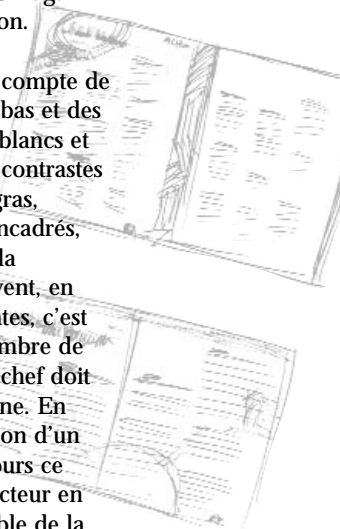 on.
compte de
bas et des
blancs et
contrastes
gras,
ncadrés,
la
vent, en
tes, c'est
mbre de
chef doit
ne. En
on d'un
ours ce
cteur en
ble de la